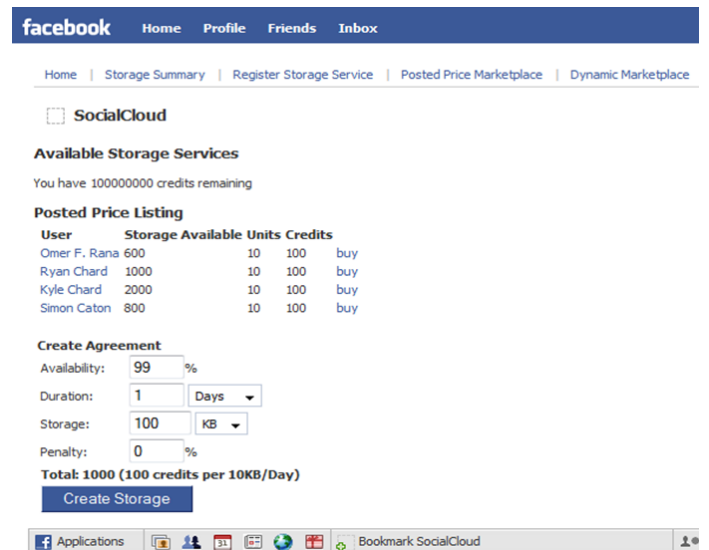 facebook Home Profile Friends Inbox
Home | Storage Summary | Register Storage Service | Posted Price Marketplace | Dynamic Marketplace
SocialCloud
Available Storage Services
You have 100000000 credits remaining
Posted Price Listing
User Storage Available Units Credits
Omer F. Rana 600 10 100 buy
Ryan Chard 1000 10 100 buy
Kyle Chard 2000 10 100 buy
Simon Caton 800 10 100 buy
Create Agreement
Availability: 99 %
Duration: 1 Days
Storage: 100 KB
Penalty: 0 %
Total: 1000 (100 credits per 10KB/Day)
Create Storage
Applications 31 Bookmark SocialCloud